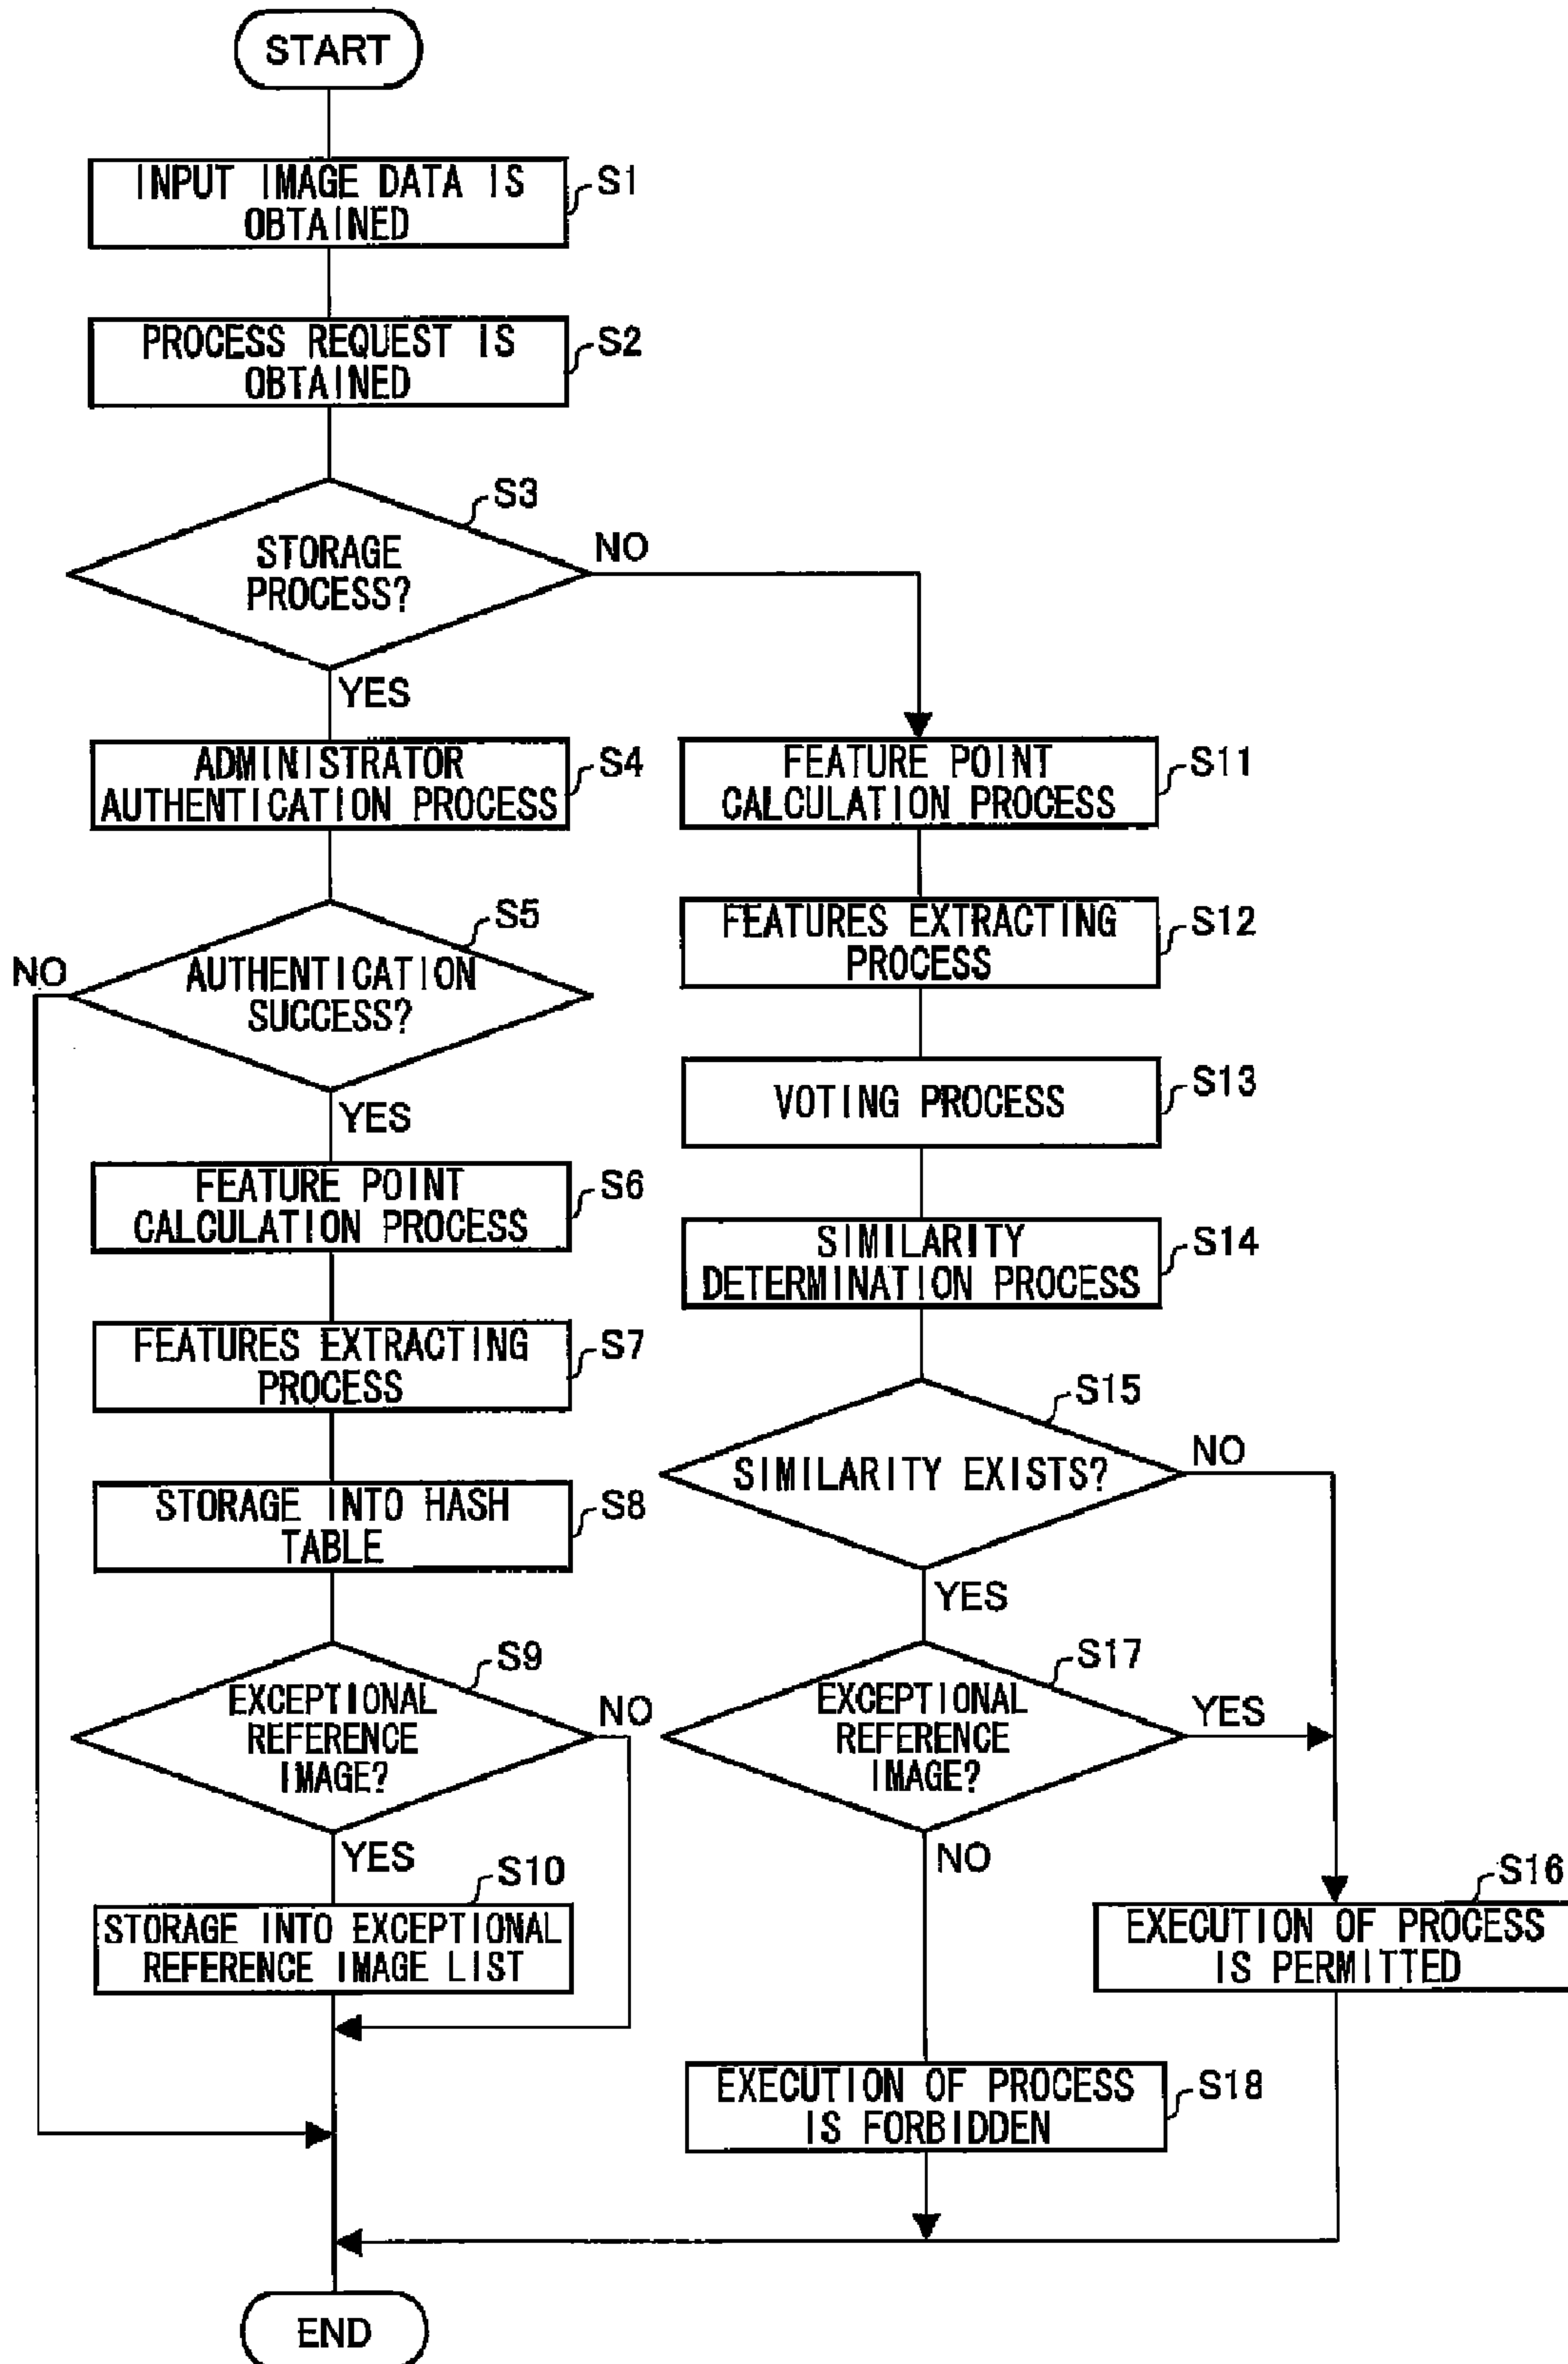 START
INPUT IMAGE DATA IS
OBTAINED
S1
PROCESS REQUEST IS
OBTAINED
S2
STORAGE
PROCESS?
S3
NO
YES
ADMINISTRATOR
AUTHENTICATION PROCESS
S4
AUTHENTICATION
SUCCESS?
S5
NO
YES
FEATURE POINT
CALCULATION PROCESS
S6
FEATURES EXTRACTING
PROCESS
S7
STORAGE INTO HASH
TABLE
S8
EXCEPTIONAL
REFERENCE
IMAGE?
S9
NO
YES
STORAGE INTO EXCEPTIONAL
REFERENCE IMAGE LIST
S10
FEATURE POINT
CALCULATION PROCESS
S11
FEATURES EXTRACTING
PROCESS
S12
VOTING PROCESS
S13
SIMILARITY
DETERMINATION PROCESS
S14
SIMILARITY EXISTS?
S15
NO
YES
EXCEPTIONAL
REFERENCE
IMAGE?
S17
YES
NO
EXECUTION OF PROCESS
IS PERMITTED
S16
EXECUTION OF PROCESS
IS FORBIDDEN
S18
END